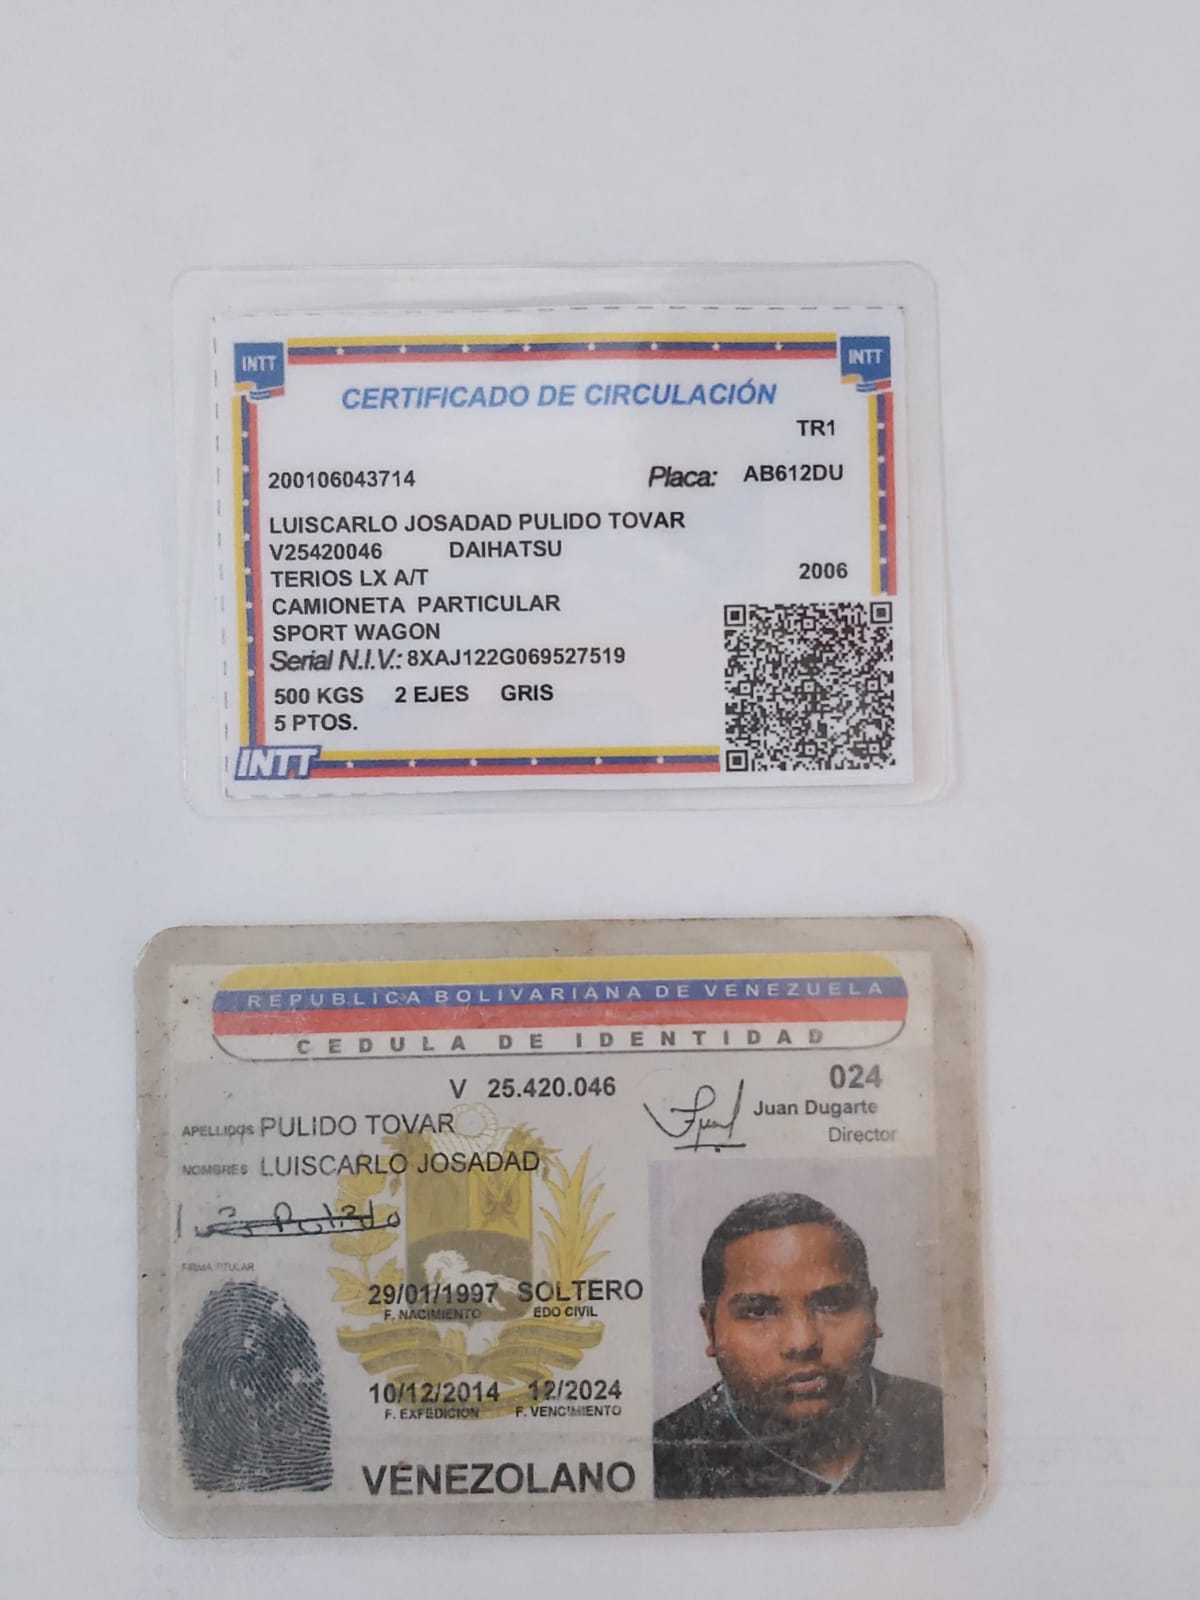 INTT
INTT
CERTIFICADO DE CIRCULACIÓN
TR1
200106043714 Placa: AB612DU
LUISCARLO JOSADAD PULIDO TOVAR
V25420046 DAIHATSU
TERIOS LX A/T 2006
CAMIONETA PARTICULAR
SPORT WAGON
Serial N.I.V.: 8XAJ122G069527519
500 KGS 2 EJES GRIS
5 PTOS.
INTT
REPUBLICA BOLIVARIANA DE VENEZUELA
CEDULA DE IDENTIDAD
V 25.420.046 024
Juan Dugarte
Director
APELLIDOS PULIDO TOVAR
NOMBRES LUISCARLO JOSADAD
Luis Pulido
FIRMA TITULAR
29/01/1997 SOLTERO
F. NACIMIENTO EDO CIVIL
10/12/2014 12/2024
F. EXPEDICION F. VENCIMIENTO
VENEZOLANO